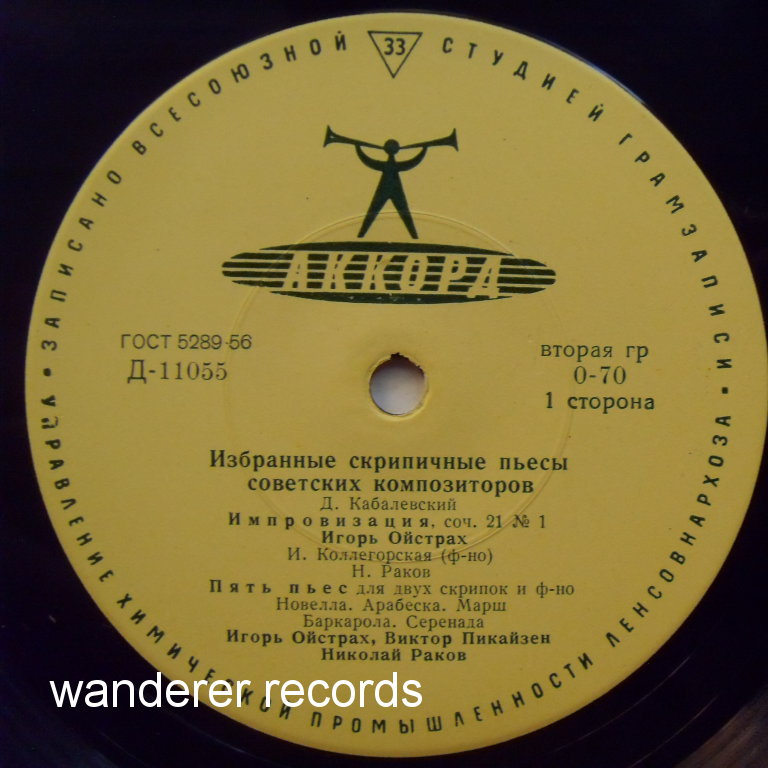 ЗАПИСАНО ВСЕСОЮЗНОЙ 33 СТУДИЕЙ ГРАМЗАПИСИ
АККОРД
ГОСТ 5289-56
Д-11055
вторая гр
0-70
1 сторона
Избранные скрипичные пьесы
советских композиторов
Д. Кабалевский
Импровизация, соч. 21 № 1
Игорь Ойстрах
И. Коллегорская (ф-но)
Н. Раков
Пять пьес для двух скрипок и ф-но
Новелла. Арабеска. Марш
Баркарола. Серенада
Игорь Ойстрах, Виктор Пикайзен
Николай Раков
УПРАВЛЕНИЕ ХИМИЧЕСКОЙ ПРОМЫШЛЕННОСТИ ЛЕНСОВНАРХОЗА
wanderer records